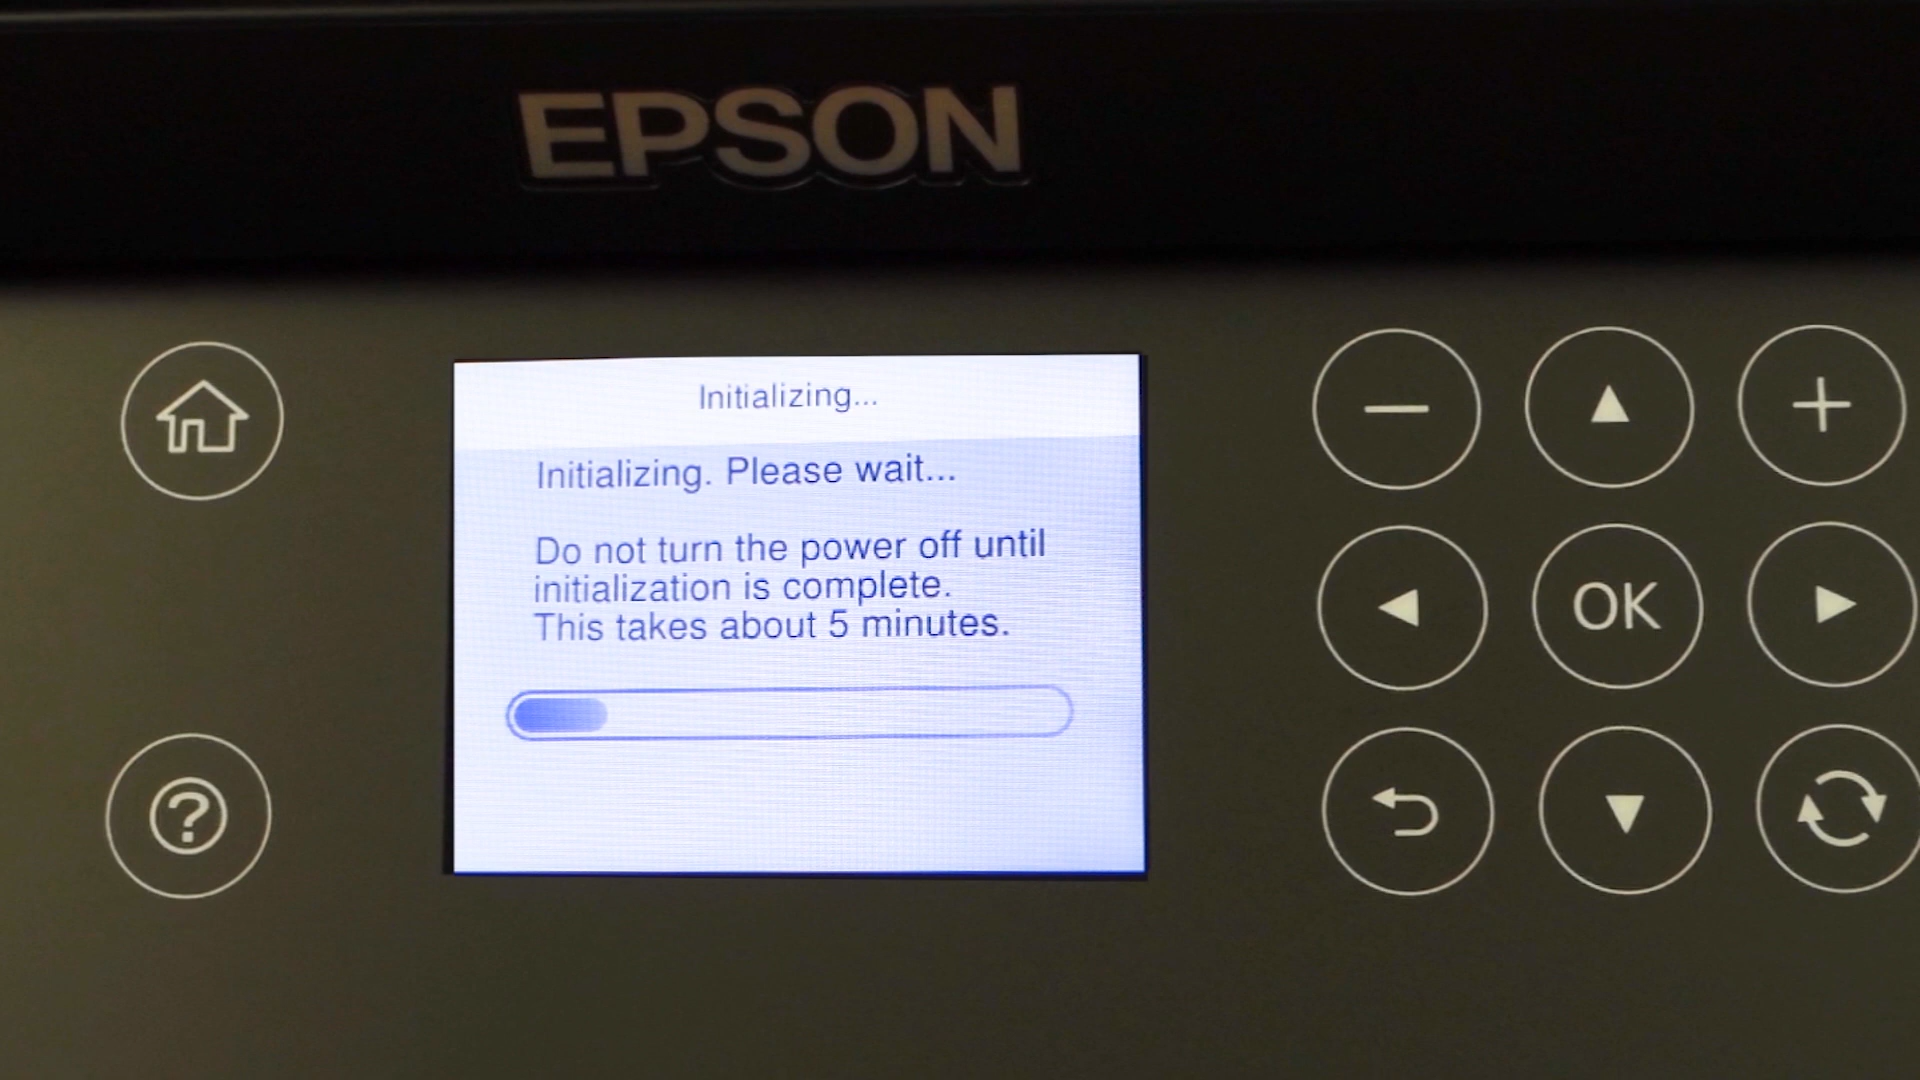 EPSON
Initializing...
Initializing. Please wait...
Do not turn the power off until
initialization is complete.
This takes about 5 minutes.
OK
?